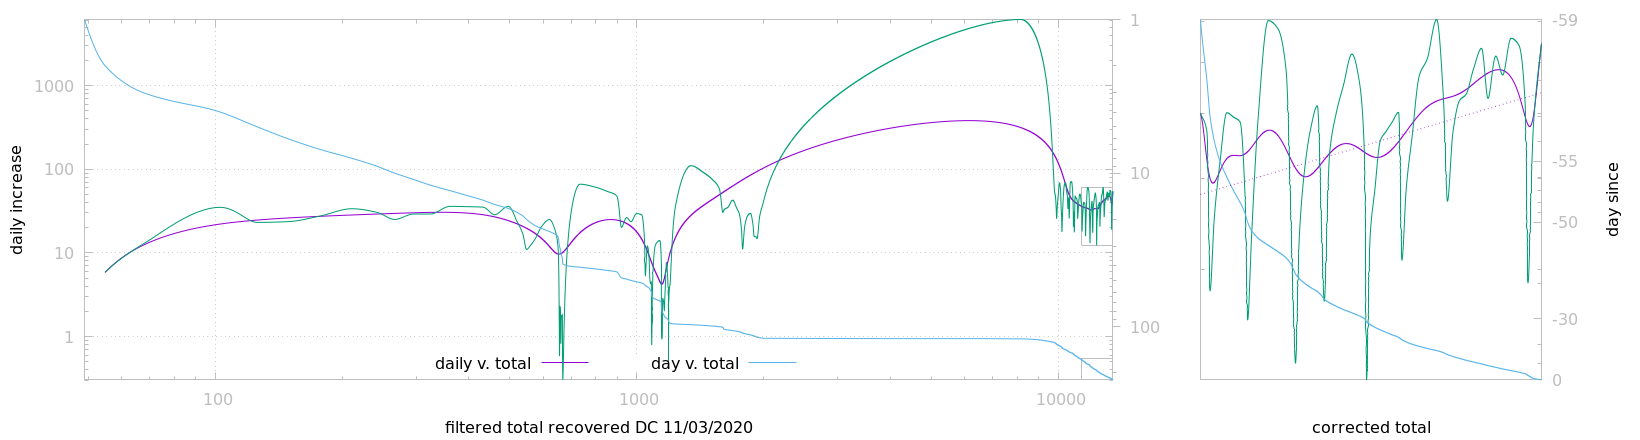 daily increase
1000
100
10
1
daily v. total
day v. total
100
1000
10000
filtered total recovered DC 11/03/2020
1
10
100
-59
-55
-50
-30
0
day since
corrected total